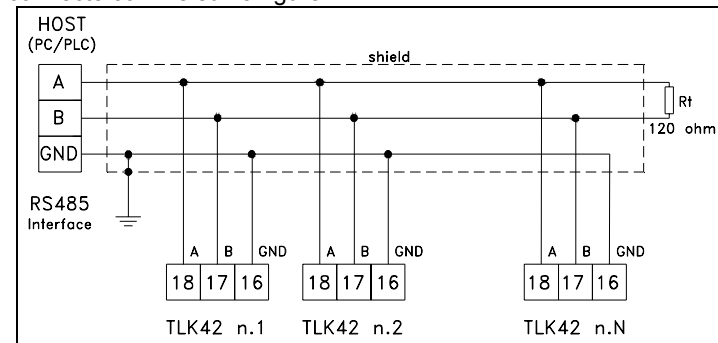 HOST
(PC/PLC)
shield
A
B
GND
Rt
120 ohm
RS485
Interface
A B GND A B GND A B GND
18 17 16 18 17 16 18 17 16
TLK42 n.1 TLK42 n.2 TLK42 n.N